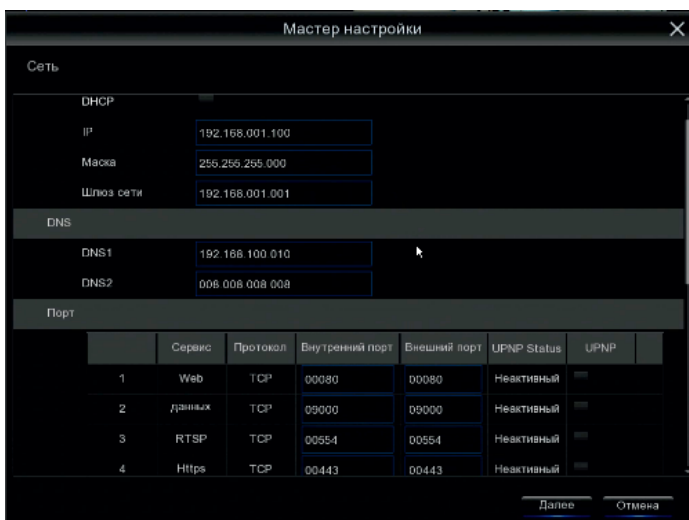 Мастер настройки
Сеть
DHCP
IP 192.168.001.100
Маска 255.255.255.000
Шлюз сети 192.168.001.001
DNS
DNS1 192.168.100.010
DNS2 008.008.008.008
Порт
Сервис Протокол Внутренний порт Внешний порт UPNP Status UPNP
1 Web TCP 00080 00080 Неактивный
2 данных TCP 09000 09000 Неактивный
3 RTSP TCP 00554 00554 Неактивный
4 Https TCP 00443 00443 Неактивный
Далее Отмена